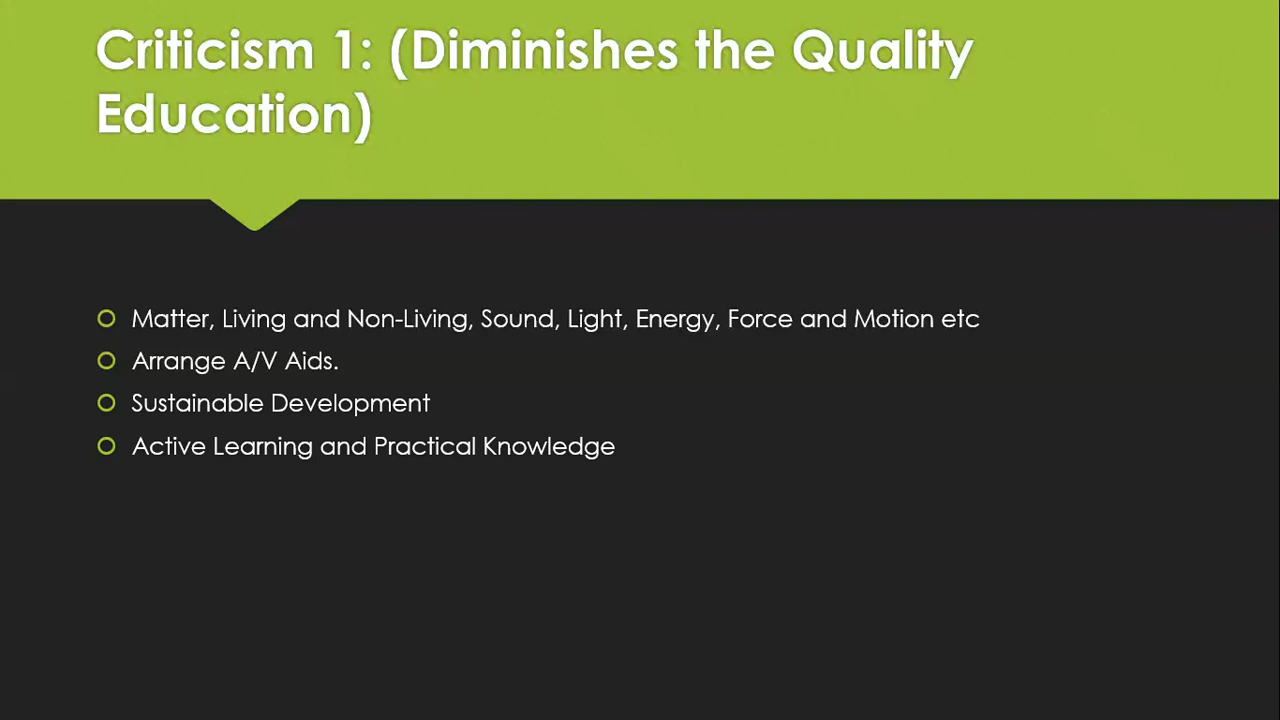 Criticism 1: (Diminishes the Quality
Education)
Matter, Living and Non-Living, Sound, Light, Energy, Force and Motion etc
Arrange A/V Aids.
Sustainable Development
Active Learning and Practical Knowledge